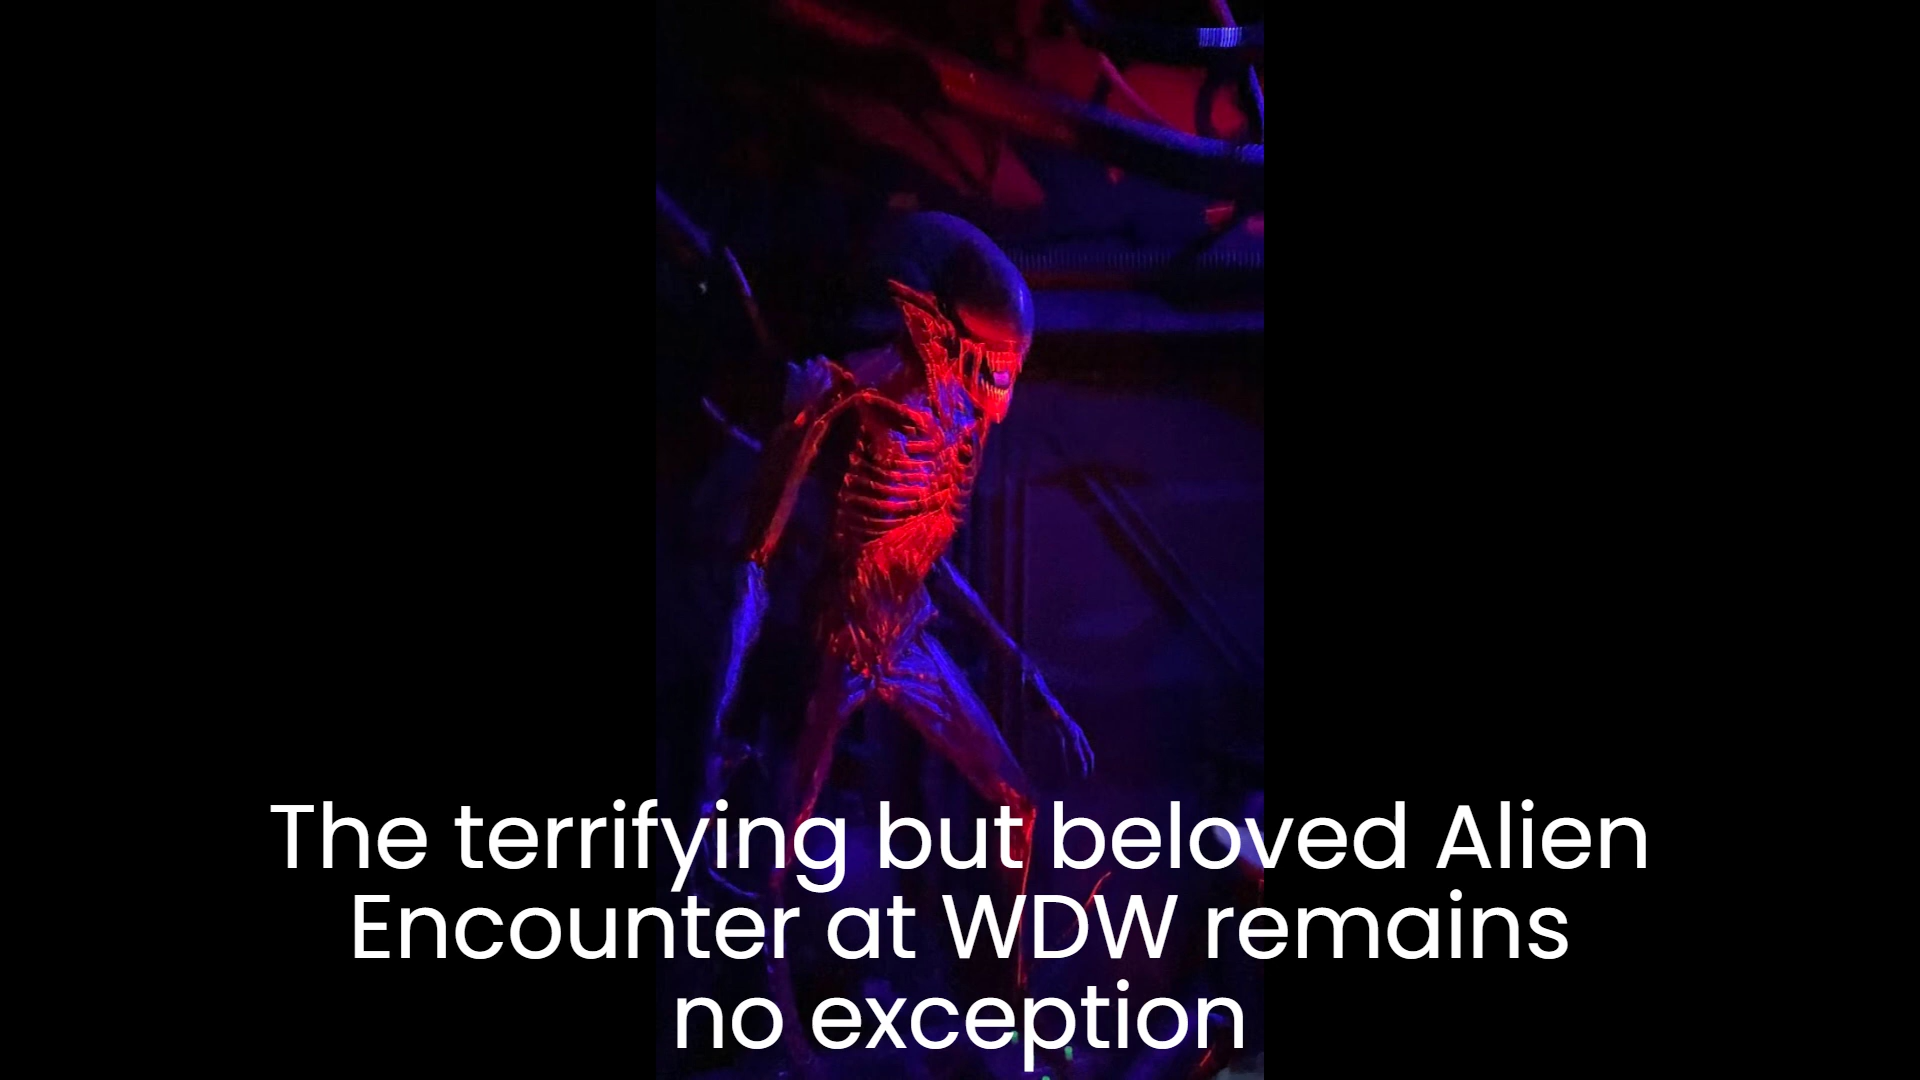 The terrifying but beloved Alien
Encounter at WDW remains
no exception